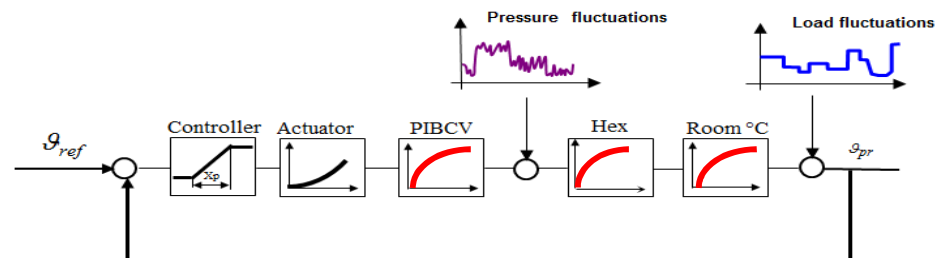 Pressure fluctuations
Load fluctuations
Controller
Actuator
PIBCV
Hex
Room °C
ϑref
ϑpr
Xp